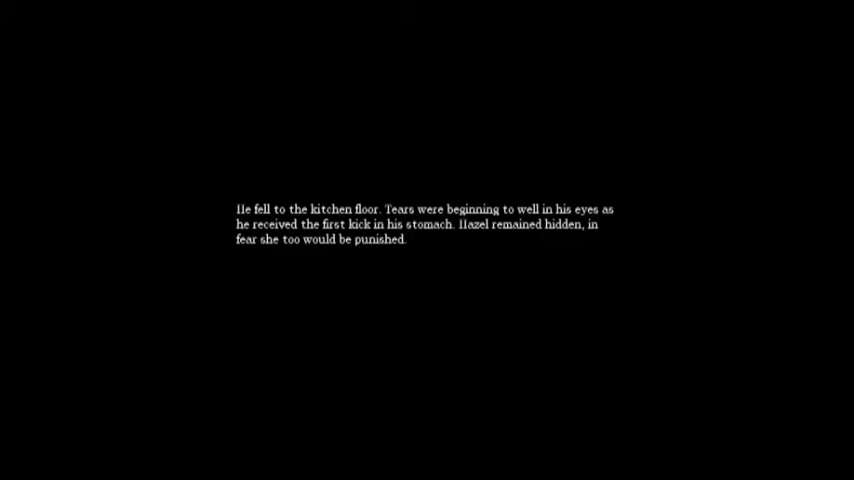 He fell to the kitchen floor. Tears were beginning to well in his eyes as
he received the first kick in his stomach. Hazel remained hidden, in
fear she too would be punished.